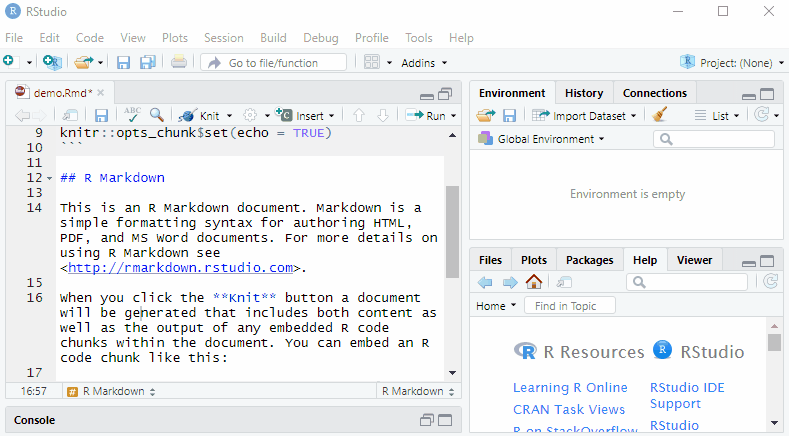 RStudio
File Edit Code View Plots Session Build Debug Profile Tools Help
Go to file/function Addins Project: (None)
demo.Rmd*
ABC Knit Insert Run
9 knitr::opts_chunk$set(echo = TRUE)
10 ```
11
12 ## R Markdown
13
14 This is an R Markdown document. Markdown is a
simple formatting syntax for authoring HTML,
PDF, and MS Word documents. For more details on
using R Markdown see
<http://rmarkdown.rstudio.com>.
15
16 When you click the **Knit** button a document
will be generated that includes both content as
well as the output of any embedded R code
chunks within the document. You can embed an R
code chunk like this:
17
16:57 # R Markdown R Markdown
Console
Environment History Connections
Import Dataset List
Global Environment
Environment is empty
Files Plots Packages Help Viewer
Home Find in Topic
R R Resources R RStudio
Learning R Online RStudio IDE
Support
CRAN Task Views
R on StackOverflow RStudio